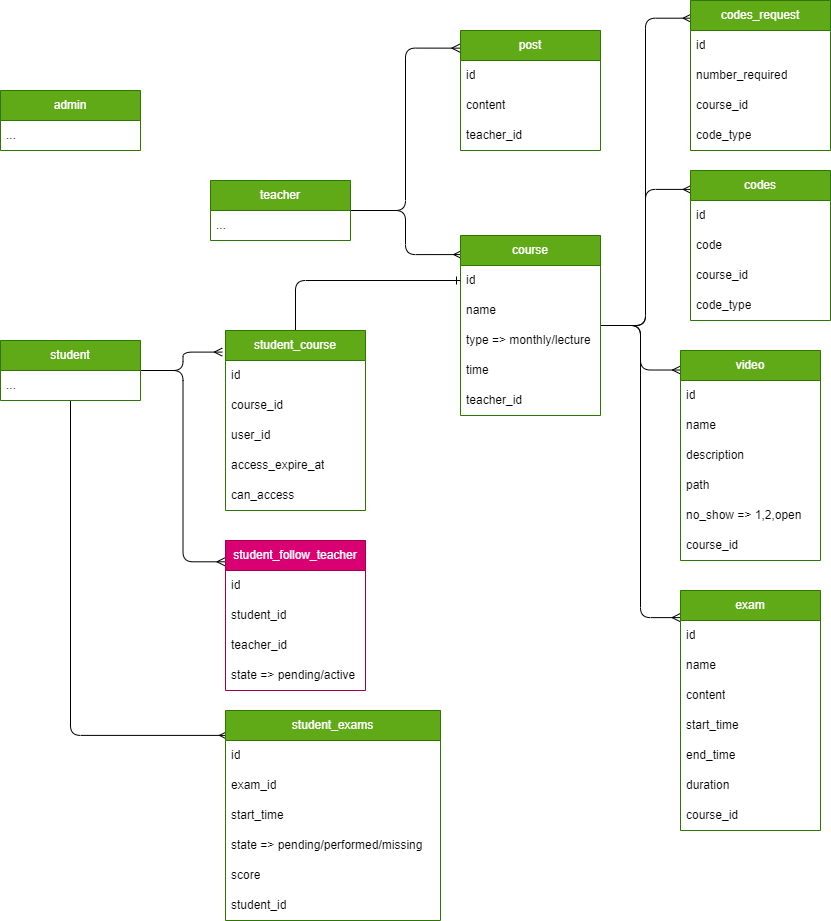 admin
...
teacher
...
student
...
post
id
content
teacher_id
course
id
name
type => monthly/lecture
time
teacher_id
student_course
id
course_id
user_id
access_expire_at
can_access
student_follow_teacher
id
student_id
teacher_id
state => pending/active
student_exams
id
exam_id
start_time
state => pending/performed/missing
score
student_id
codes_request
id
number_required
course_id
code_type
codes
id
code
course_id
code_type
video
id
name
description
path
no_show => 1,2,open
course_id
exam
id
name
content
start_time
end_time
duration
course_id